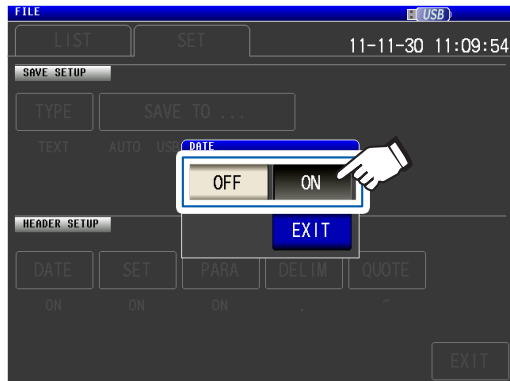 FILE
USB
LIST SET
11-11-30 11:09:54
SAVE SETUP
TYPE SAVE TO ...
TEXT AUTO USB
DATE
OFF ON
EXIT
HEADER SETUP
DATE SET PARA DELIM QUOTE
ON ON ON . "
EXIT